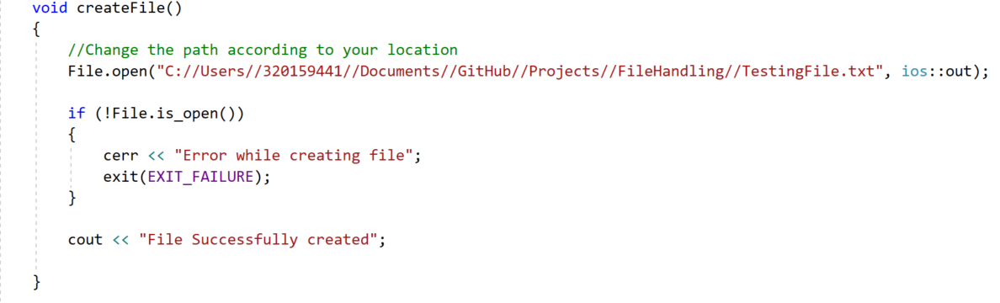 void createFile()
{
    //Change the path according to your location
    File.open("C://Users//320159441//Documents//GitHub//Projects//FileHandling//TestingFile.txt", ios::out);
    if (!File.is_open())
    {
        cerr << "Error while creating file";
        exit(EXIT_FAILURE);
    }
    cout << "File Successfully created";
}